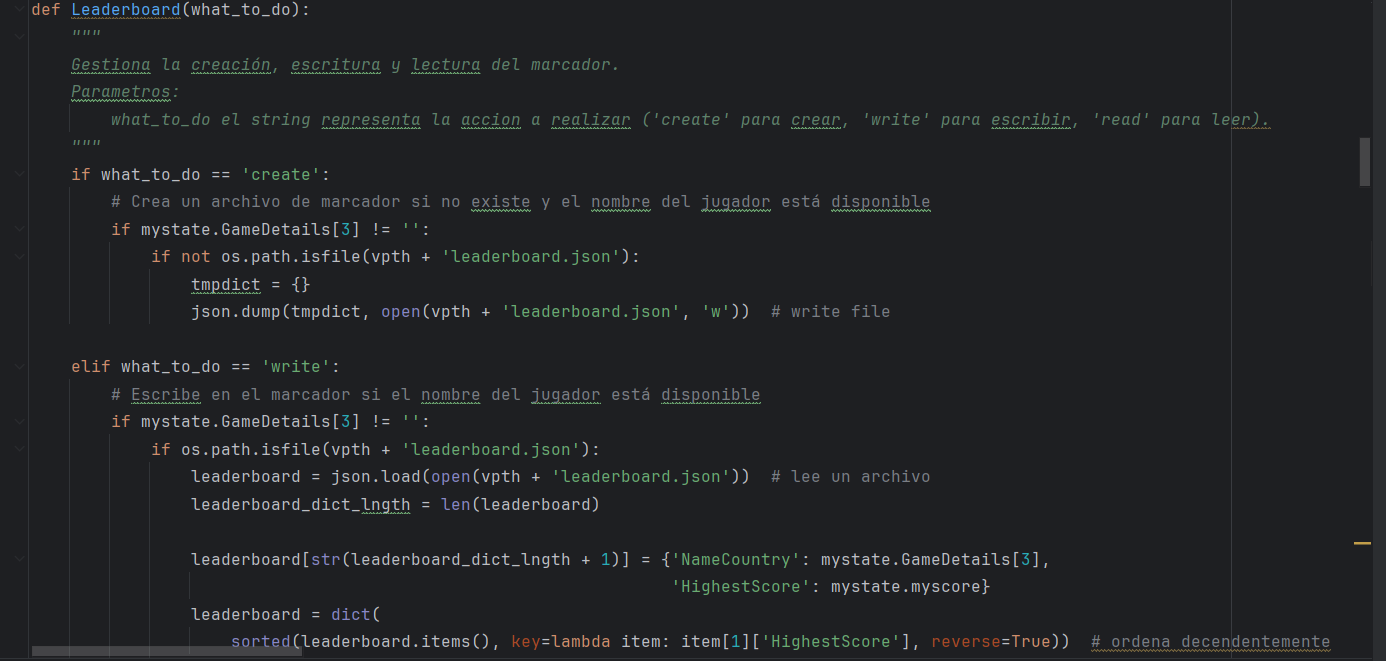 def Leaderboard(what_to_do):
"""
Gestiona la creación, escritura y lectura del marcador.
Parametros:
what_to_do el string representa la accion a realizar ('create' para crear, 'write' para escribir, 'read' para leer).
"""
if what_to_do == 'create':
# Crea un archivo de marcador si no existe y el nombre del jugador está disponible
if mystate.GameDetails[3] != '':
if not os.path.isfile(vpth + 'leaderboard.json'):
tmpdict = {}
json.dump(tmpdict, open(vpth + 'leaderboard.json', 'w'))  # write file
elif what_to_do == 'write':
# Escribe en el marcador si el nombre del jugador está disponible
if mystate.GameDetails[3] != '':
if os.path.isfile(vpth + 'leaderboard.json'):
leaderboard = json.load(open(vpth + 'leaderboard.json'))  # lee un archivo
leaderboard_dict_lngth = len(leaderboard)
leaderboard[str(leaderboard_dict_lngth + 1)] = {'NameCountry': mystate.GameDetails[3],
'HighestScore': mystate.myscore}
leaderboard = dict(
sorted(leaderboard.items(), key=lambda item: item[1]['HighestScore'], reverse=True))  # ordena decendentemente